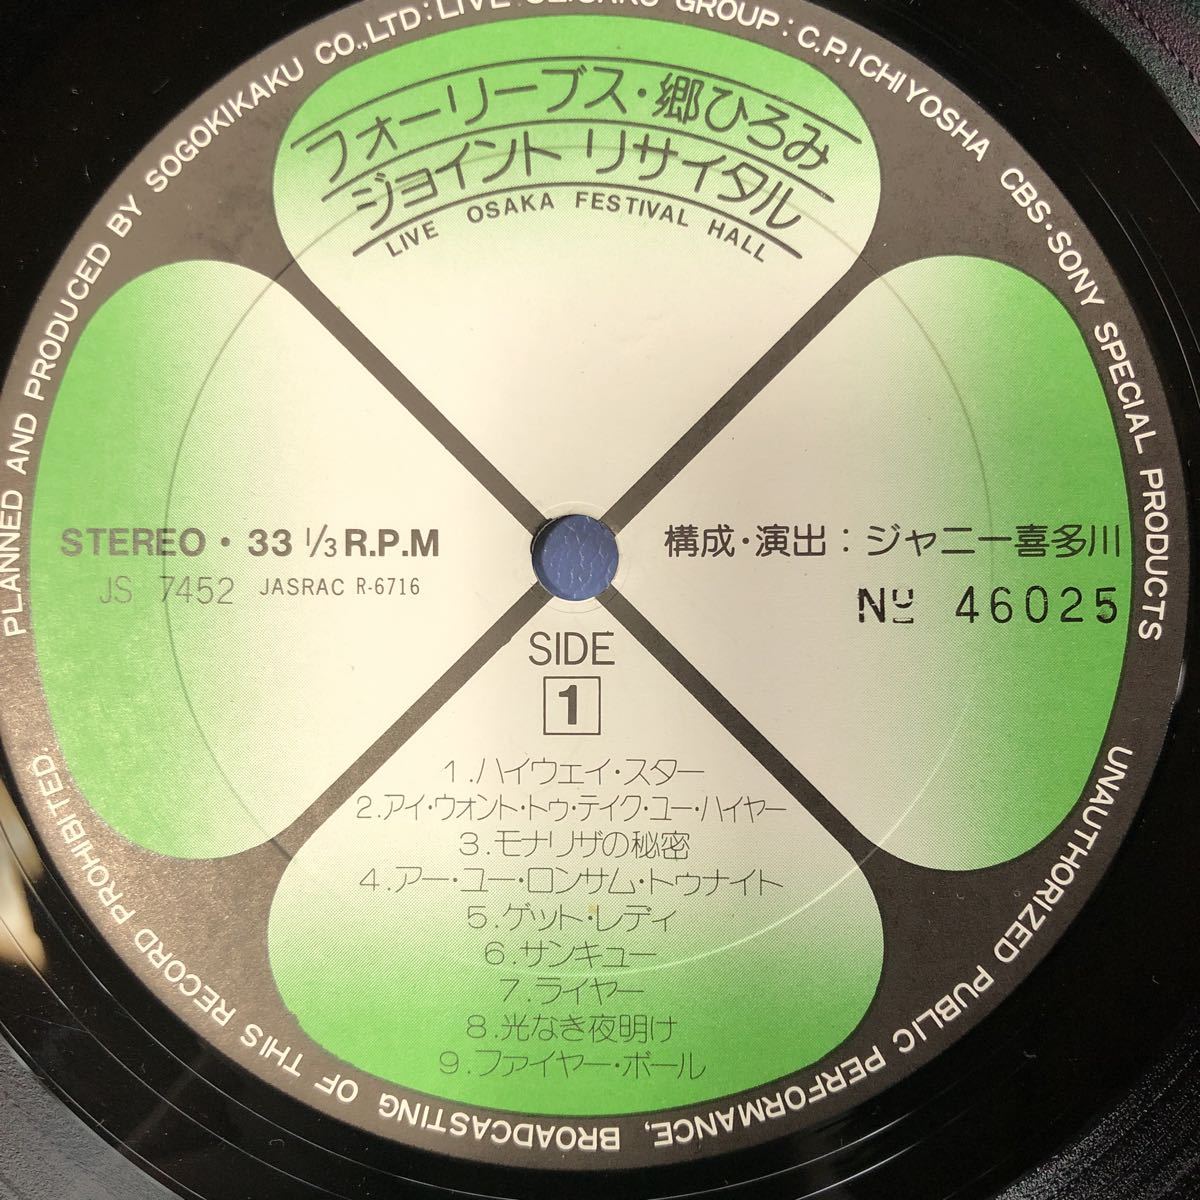 フォーリーブス・郷ひろみ
ジョイント リサイタル
LIVE OSAKA FESTIVAL HALL
STEREO・33 1/3 R.P.M
JS 7452 JASRAC R-6716
構成・演出：ジャニー喜多川
No 46025
SIDE
1
1.ハイウェイ・スター
2.アイ・ウォント・トゥ・テイク・ユー・ハイヤー
3.モナリザの秘密
4.アー・ユー・ロンサム・トゥナイト
5.ゲット・レディ
6.サンキュー
7.ライヤー
8.光なき夜明け
9.ファイヤー・ボール
PLANNED AND PRODUCED BY SOGOKIKAKU CO.,LTD: LIVE SEISAKU GROUP: C.P.ICHIYOSHA CBS・SONY SPECIAL PRODUCTS
UNAUTHORIZED PUBLIC PERFORMANCE, BROADCASTING OF THIS RECORD PROHIBITED.